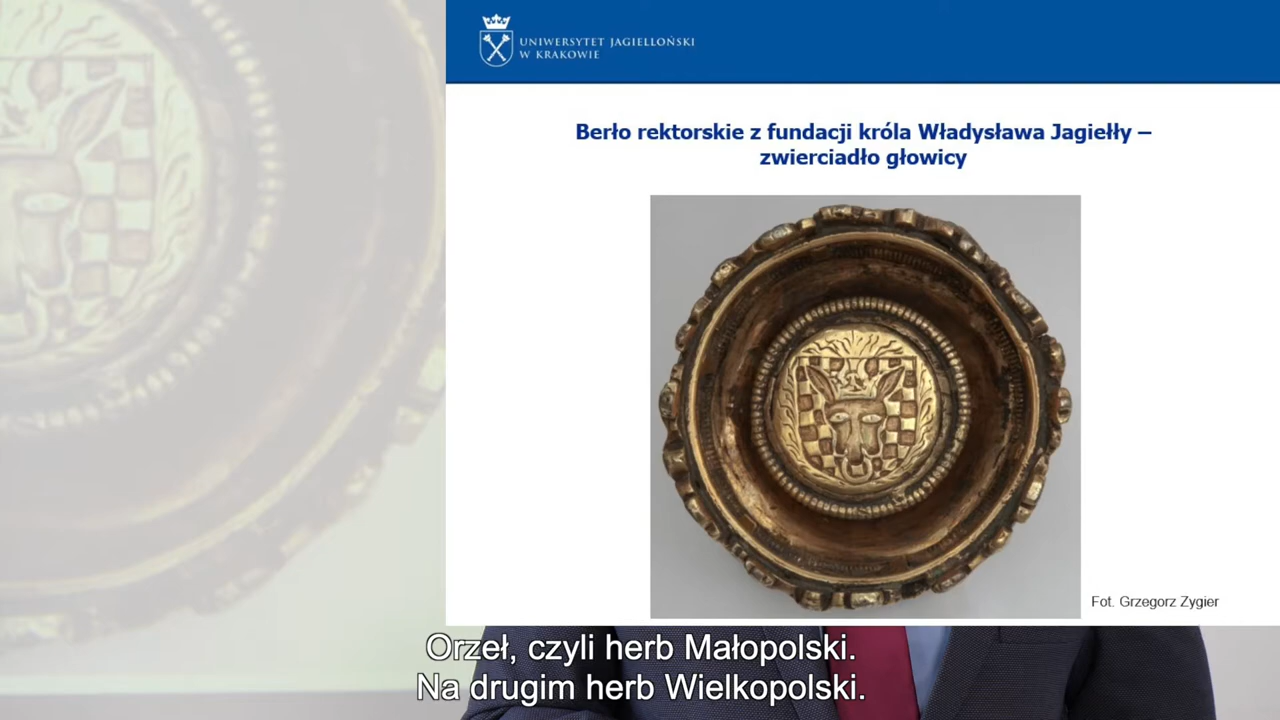 UNIWERSYTET JAGIELLOŃSKI
W KRAKOWIE
Berło rektorskie z fundacji króla Władysława Jagiełły –
zwierciadło głowicy
Fot. Grzegorz Zygier
Orzeł, czyli herb Małopolski.
Na drugim herb Wielkopolski.